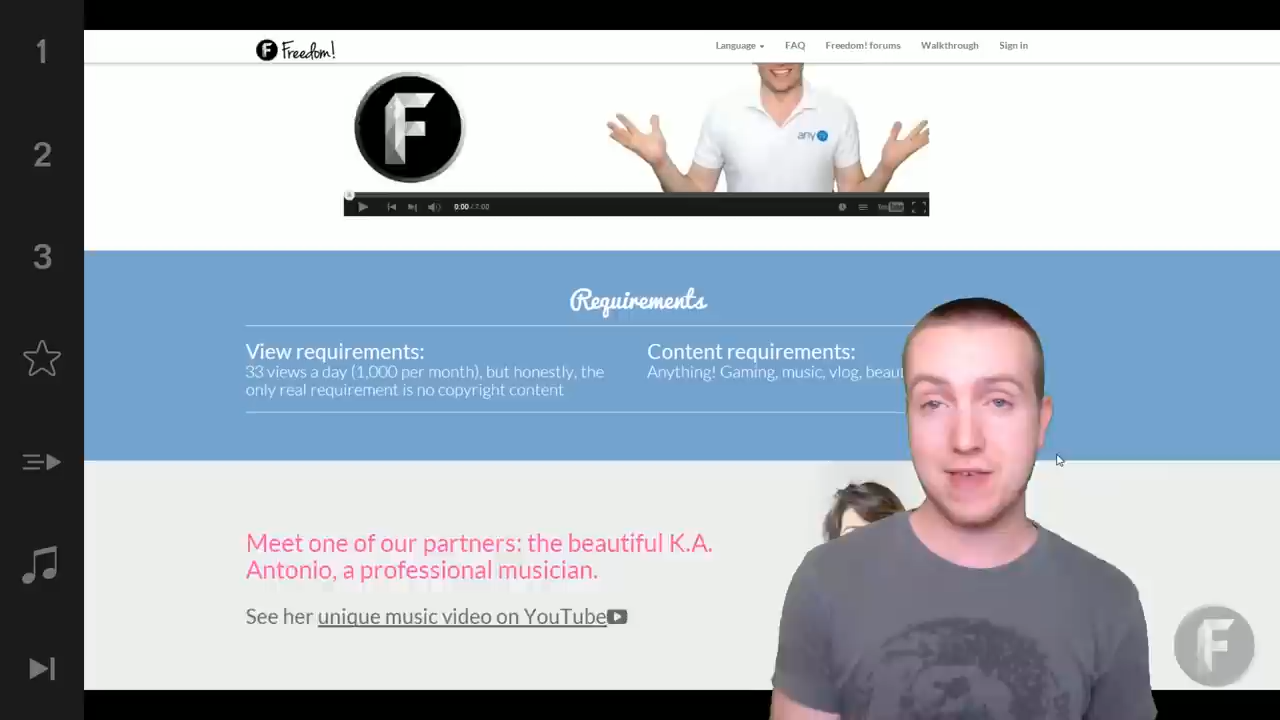 1
2
3
Freedom!
Language
FAQ
Freedom! forums
Walkthrough
Sign in
F
any
0:00
Requirements
View requirements:
33 views a day (1,000 per month), but honestly, the
only real requirement is no copyright content
Content requirements:
Anything! Gaming, music, vlog, beau
Meet one of our partners: the beautiful K.A.
Antonio, a professional musician.
See her unique music video on YouTube
F